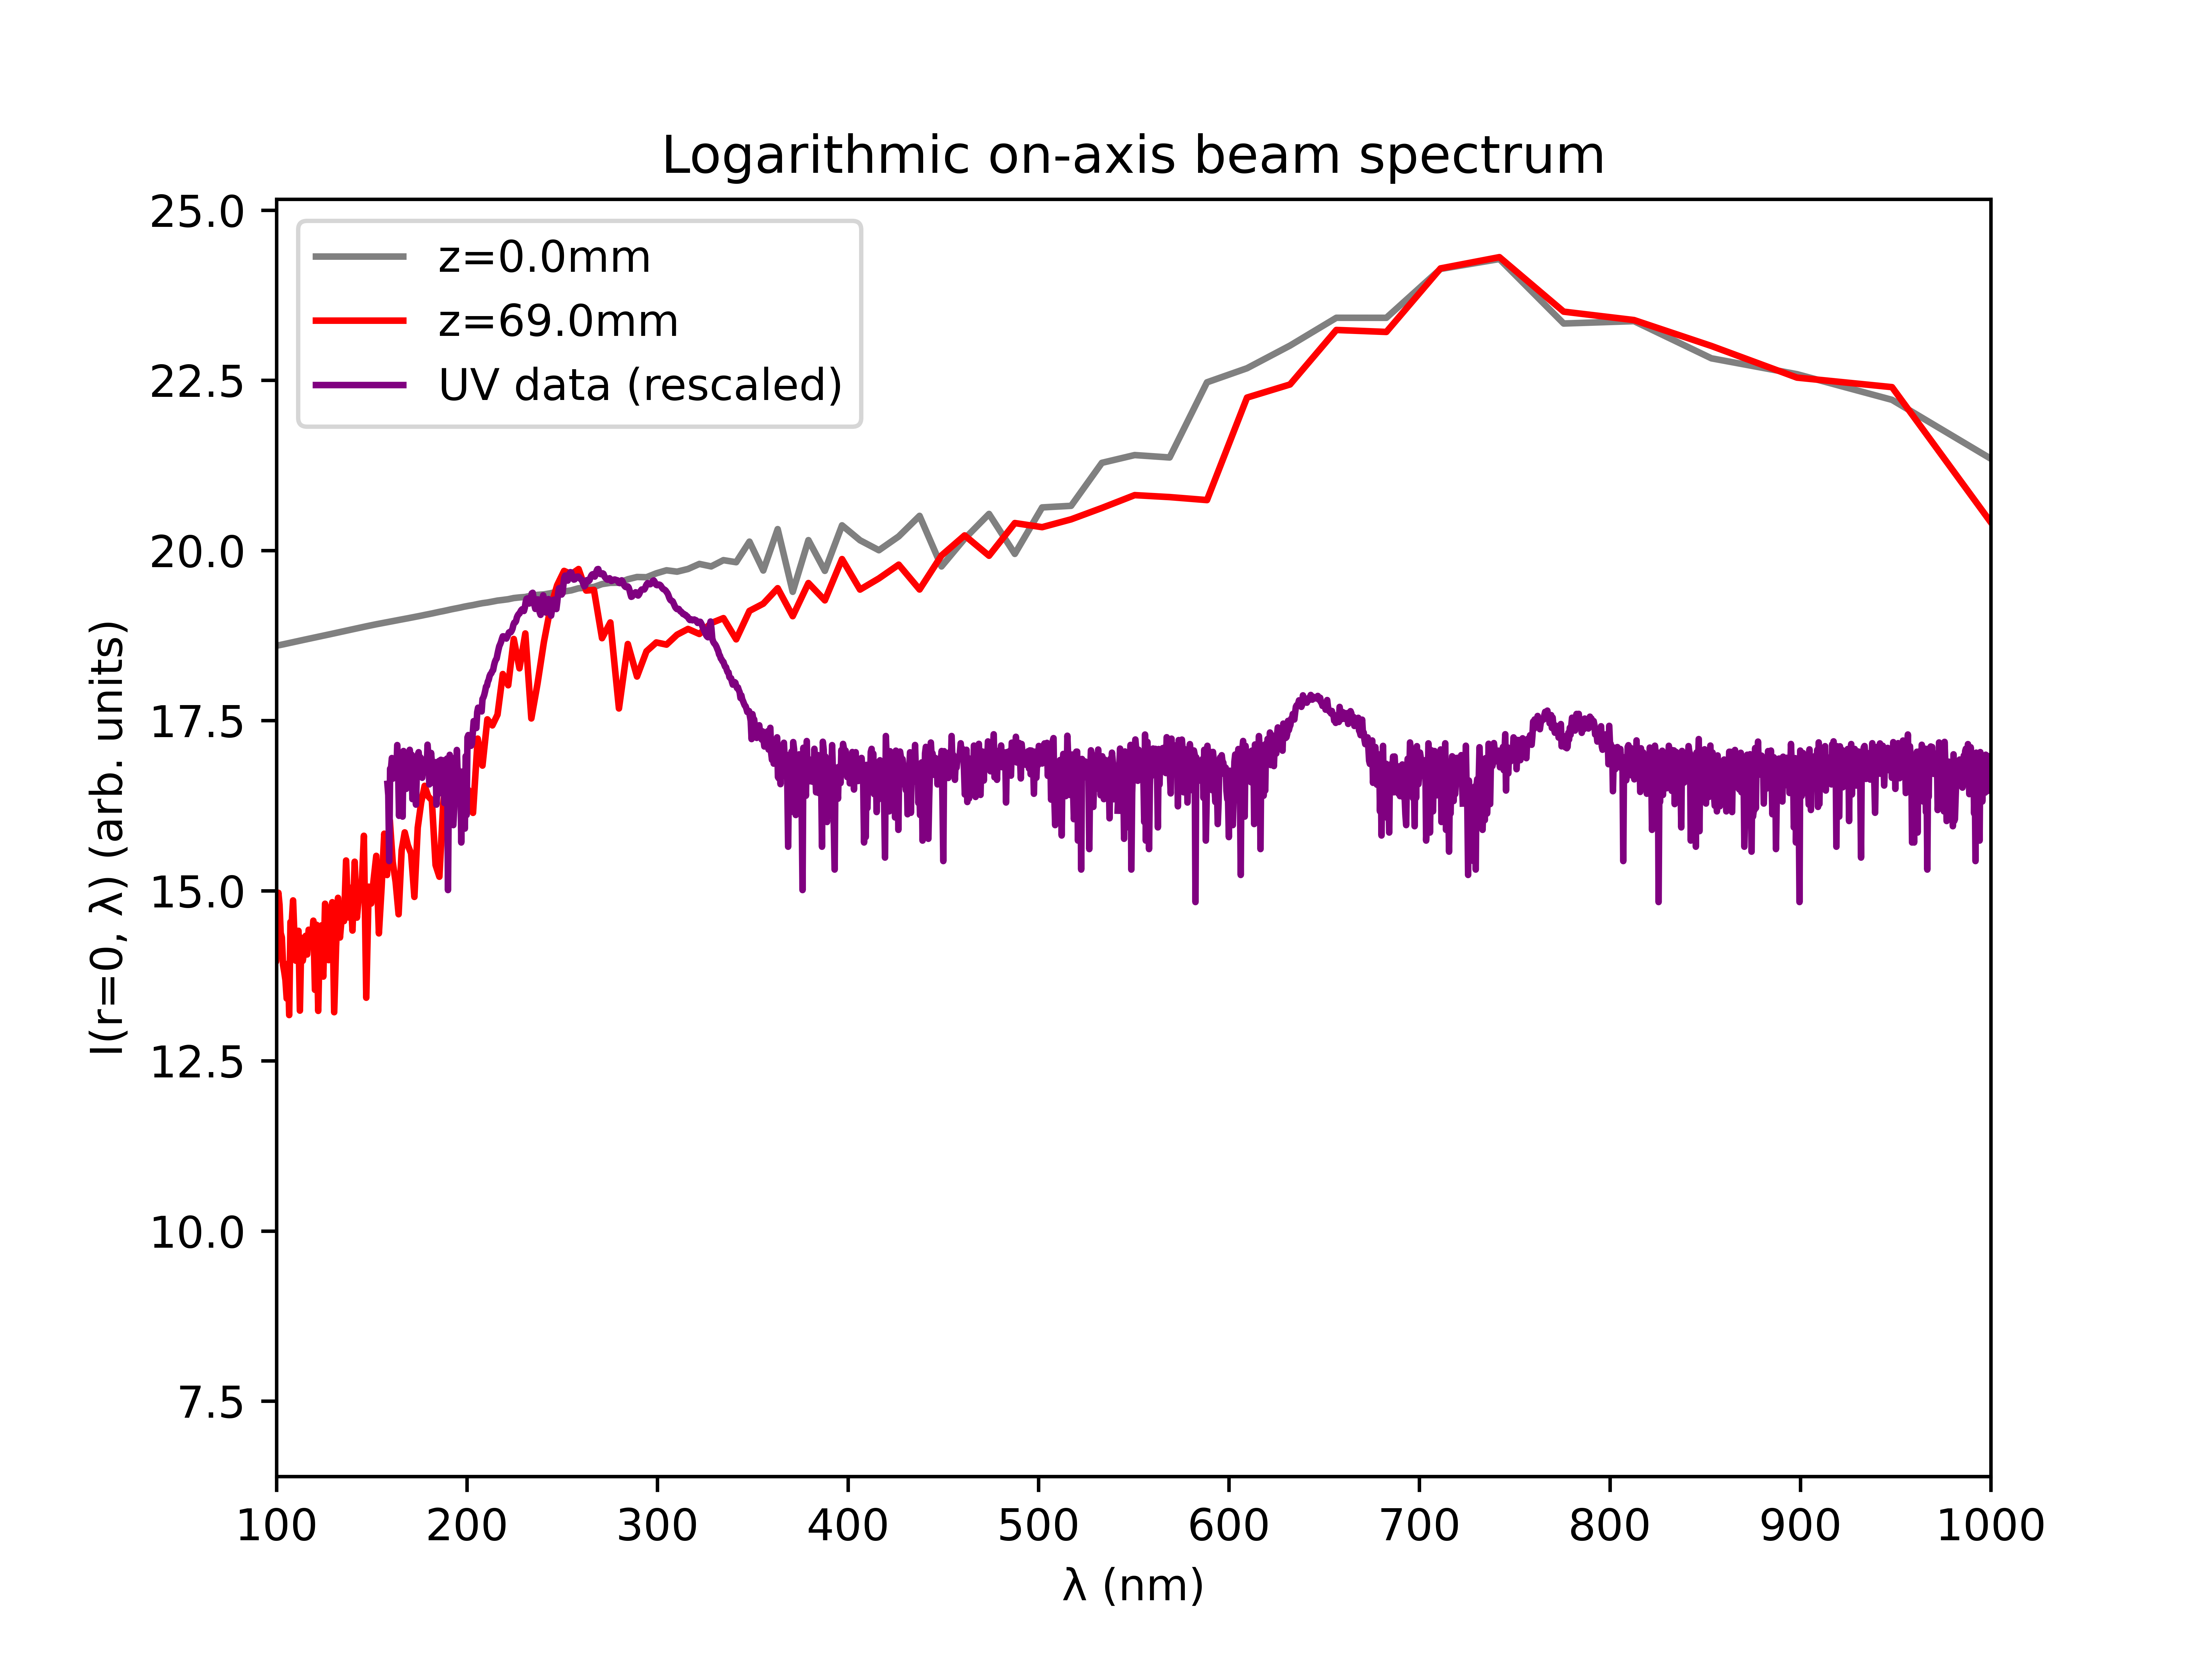 Logarithmic on-axis beam spectrum
z=0.0mm
z=69.0mm
UV data (rescaled)
I(r=0, λ) (arb. units)
25.0
22.5
20.0
17.5
15.0
12.5
10.0
7.5
100 200 300 400 500 600 700 800 900 1000
λ (nm)